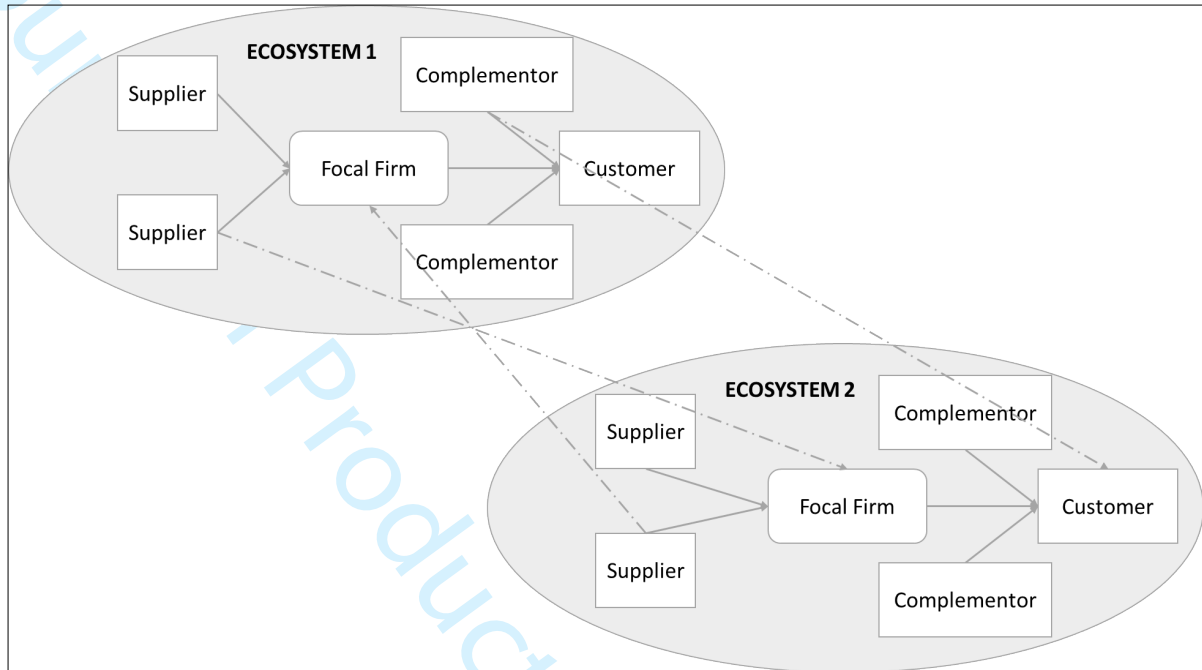 ECOSYSTEM 1
Supplier
Complementor
Focal Firm
Customer
Supplier
Complementor
ECOSYSTEM 2
Supplier
Complementor
Focal Firm
Customer
Supplier
Complementor